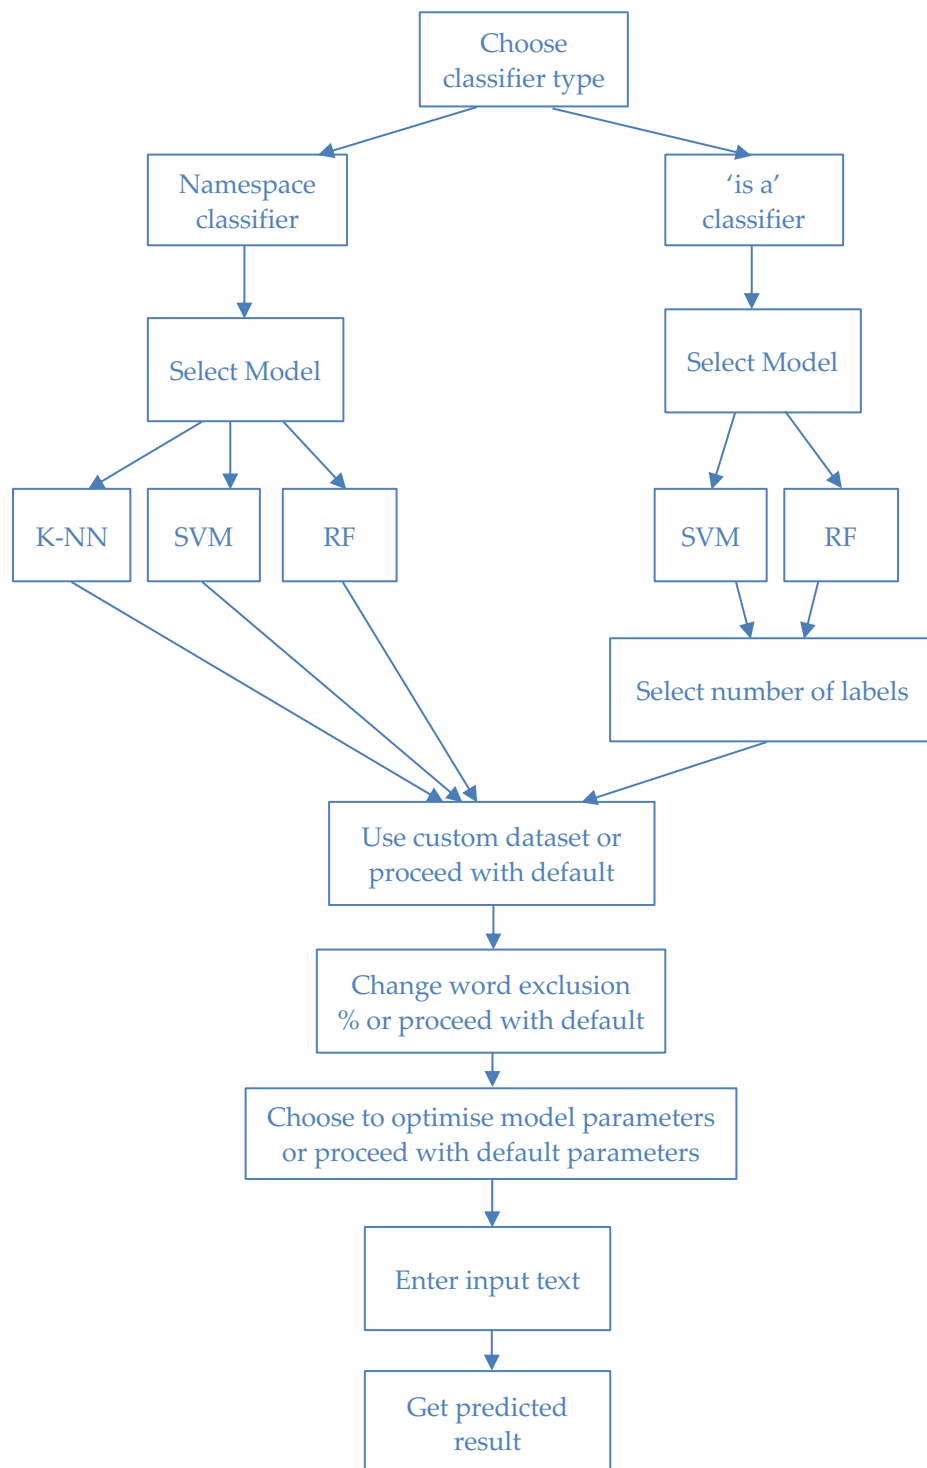 Choose
classifier type
Namespace
classifier
‘is a’
classifier
Select Model
Select Model
K-NN
SVM
RF
SVM
RF
Select number of labels
Use custom dataset or
proceed with default
Change word exclusion
% or proceed with default
Choose to optimise model parameters
or proceed with default parameters
Enter input text
Get predicted
result